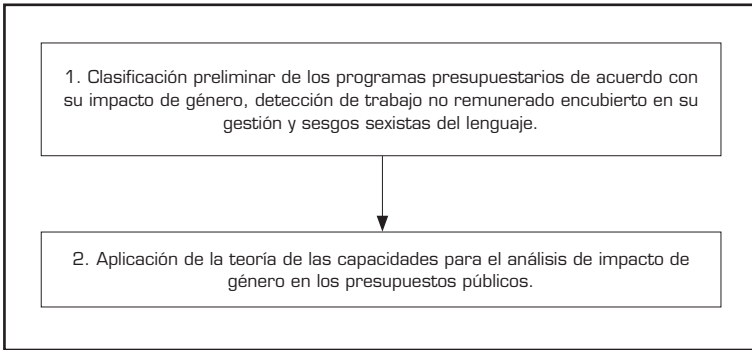 1. Clasificación preliminar de los programas presupuestarios de acuerdo con
su impacto de género, detección de trabajo no remunerado encubierto en su
gestión y sesgos sexistas del lenguaje.
2. Aplicación de la teoría de las capacidades para el análisis de impacto de
género en los presupuestos públicos.